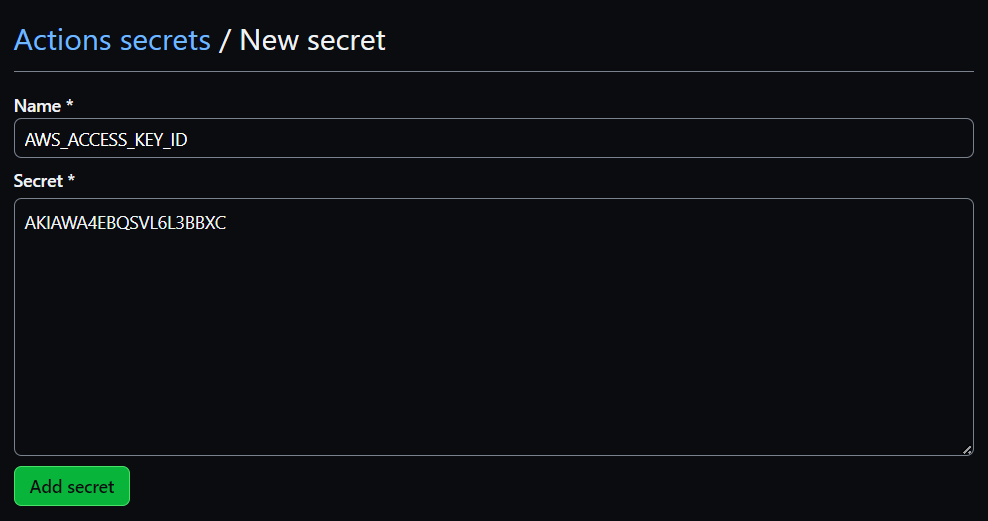 Actions secrets / New secret
Name *
AWS_ACCESS_KEY_ID
Secret *
AKIAWA4EBQSVL6L3BBXC
Add secret